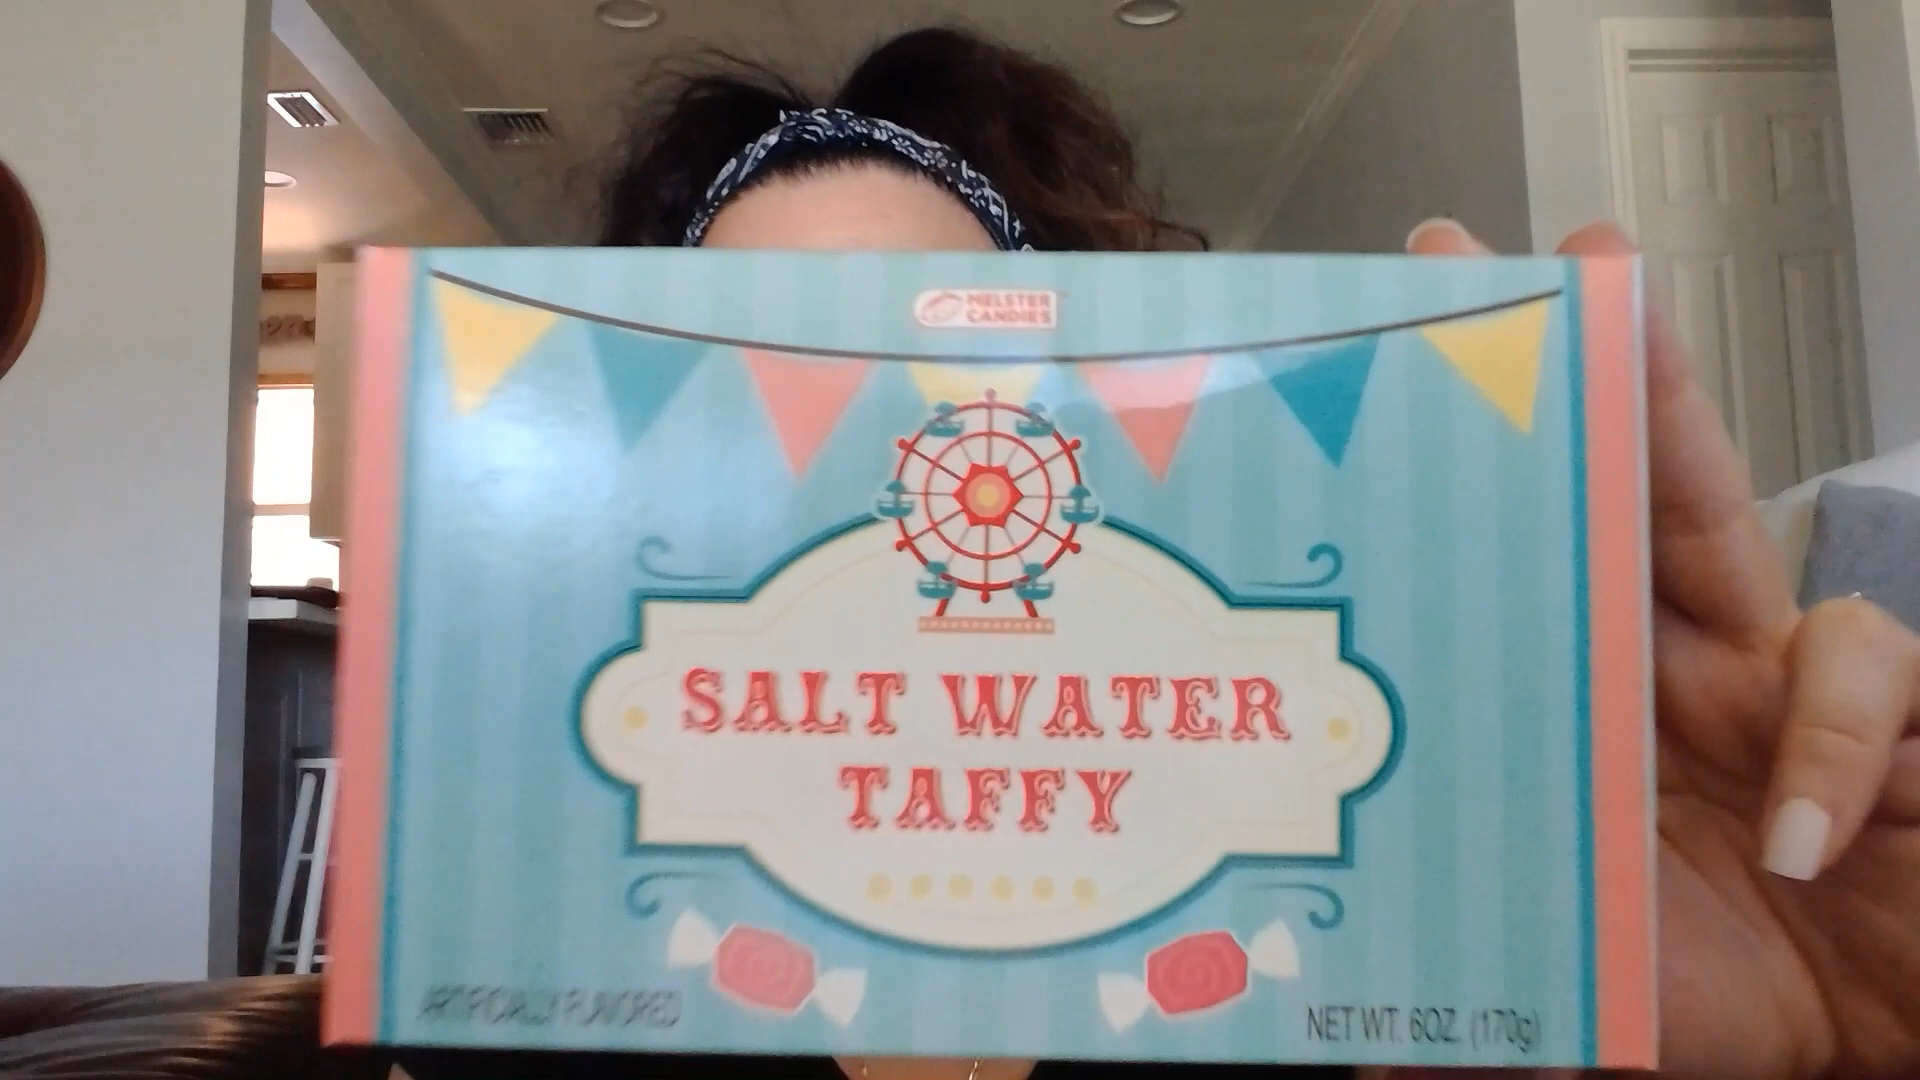 MELSTER
CANDIES
SALT WATER
TAFFY
ARTIFICIALLY FLAVORED
NET WT. 6OZ. (170g)